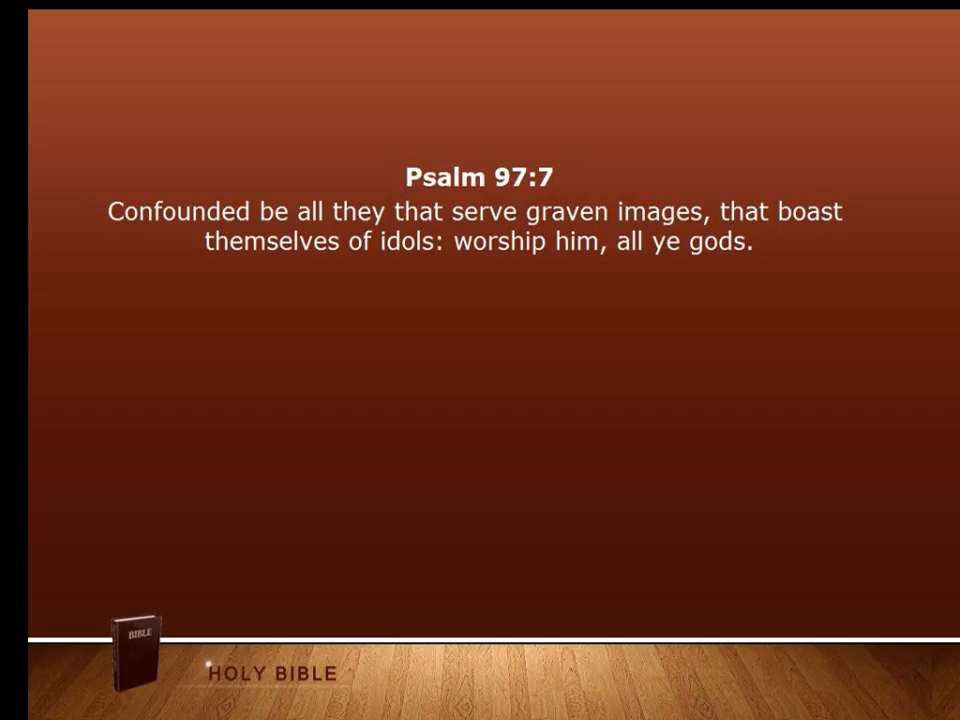 Psalm 97:7
Confounded be all they that serve graven images, that boast
themselves of idols: worship him, all ye gods.
BIBLE
HOLY BIBLE